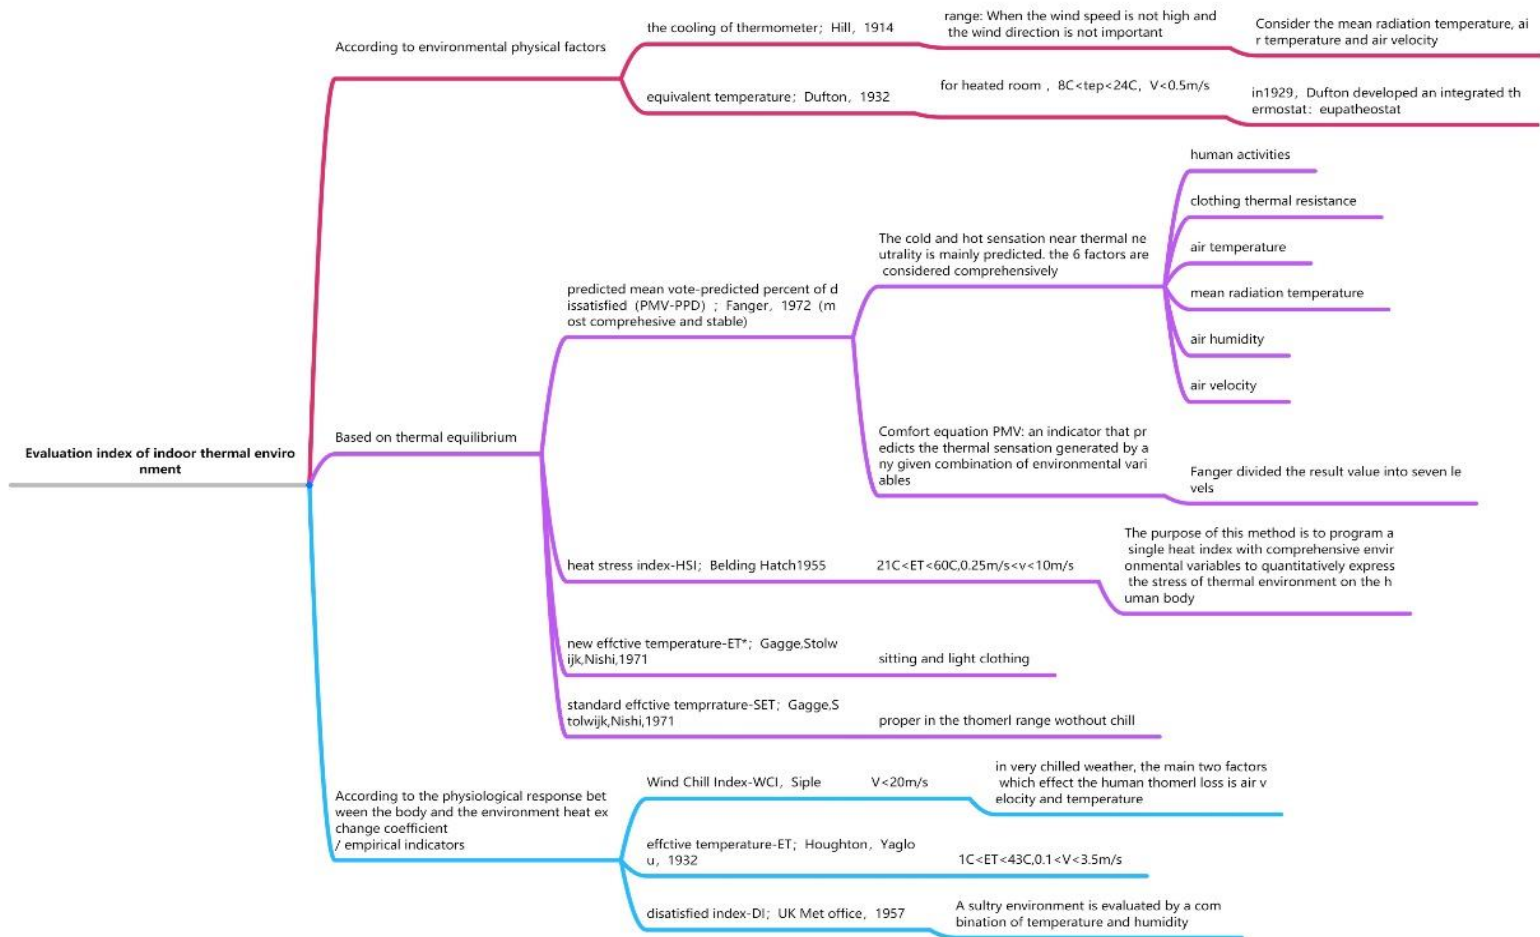 Evaluation index of indoor thermal enviro
nment
According to environmental physical factors
the cooling of thermometer; Hill, 1914
range: When the wind speed is not high and
the wind direction is not important
Consider the mean radiation temperature, ai
r temperature and air velocity
equivalent temperature; Dufton, 1932
for heated room , 8C<tep<24C, V<0.5m/s
in1929, Dufton developed an integrated th
ermostat: eupatheostat
Based on thermal equilibrium
predicted mean vote-predicted percent of d
issatisfied (PMV-PPD) ; Fanger, 1972 (m
ost comprehesive and stable)
The cold and hot sensation near thermal ne
utrality is mainly predicted. the 6 factors are
considered comprehensively
human activities
clothing thermal resistance
air temperature
mean radiation temperature
air humidity
air velocity
Comfort equation PMV: an indicator that pr
edicts the thermal sensation generated by a
ny given combination of environmental vari
ables
Fanger divided the result value into seven le
vels
heat stress index-HSI; Belding Hatch1955
21C<ET<60C,0.25m/s<v<10m/s
The purpose of this method is to program a
single heat index with comprehensive envir
onmental variables to quantitatively express
the stress of thermal environment on the h
uman body
new effctive temperature-ET*; Gagge,Stolw
ijk,Nishi,1971
sitting and light clothing
standard effctive temprrature-SET; Gagge,S
tolwijk,Nishi,1971
proper in the thomerl range wothout chill
According to the physiological response bet
ween the body and the environment heat ex
change coefficient
/ empirical indicators
Wind Chill Index-WCI, Siple
V<20m/s
in very chilled weather, the main two factors
which effect the human thomerl loss is air v
elocity and temperature
effctive temperature-ET; Houghton, Yaglo
u, 1932
1C<ET<43C,0.1<V<3.5m/s
disatisfied index-DI; UK Met office, 1957
A sultry environment is evaluated by a com
bination of temperature and humidity